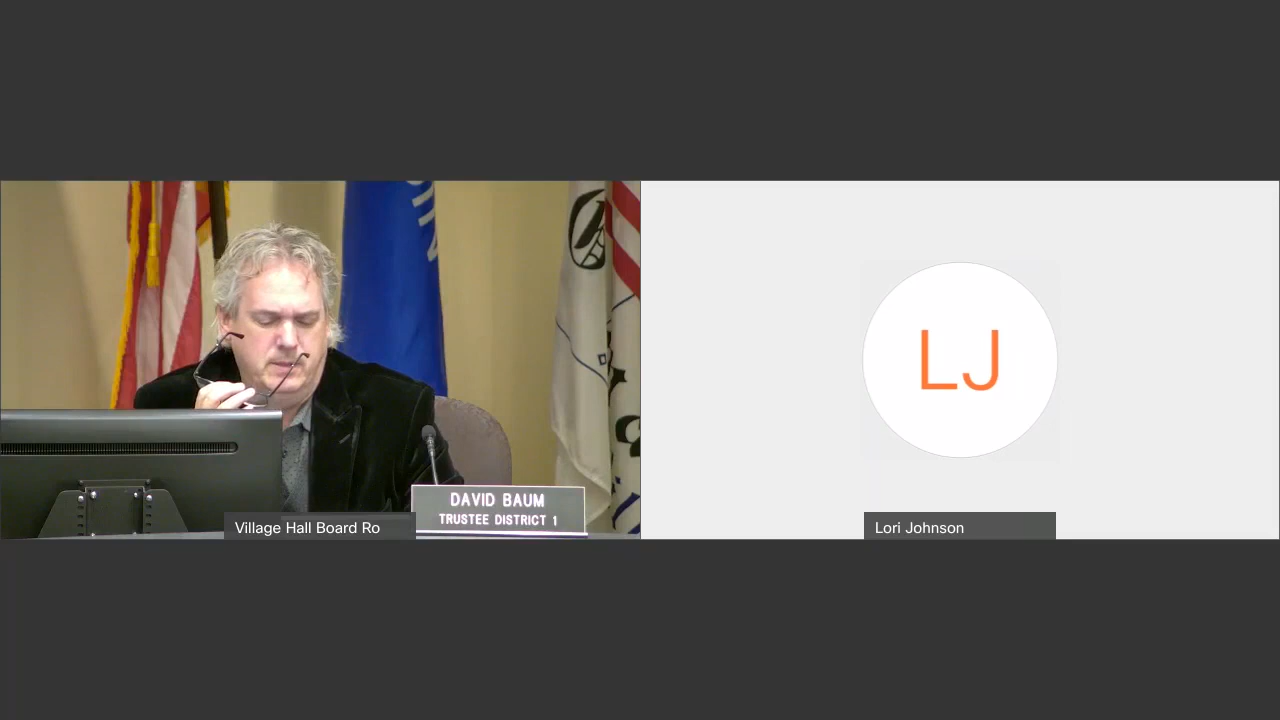 DAVID BAUM
TRUSTEE DISTRICT 1
Village Hall Board Ro
LJ
Lori Johnson